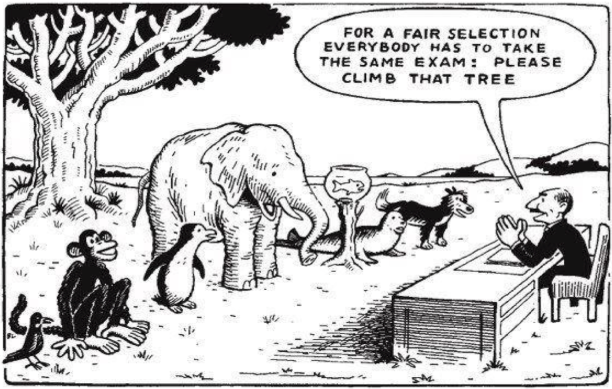 FOR A FAIR SELECTION
EVERYBODY HAS TO TAKE
THE SAME EXAM: PLEASE
CLIMB THAT TREE